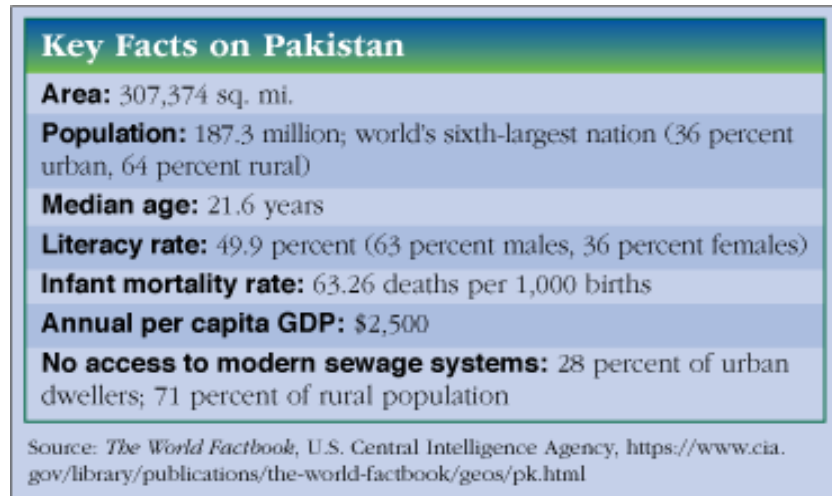 Key Facts on Pakistan
Area: 307,374 sq. mi.
Population: 187.3 million; world's sixth-largest nation (36 percent
urban, 64 percent rural)
Median age: 21.6 years
Literacy rate: 49.9 percent (63 percent males, 36 percent females)
Infant mortality rate: 63.26 deaths per 1,000 births
Annual per capita GDP: $2,500
No access to modern sewage systems: 28 percent of urban
dwellers; 71 percent of rural population
Source: The World Factbook, U.S. Central Intelligence Agency, https://www.cia.
gov/library/publications/the-world-factbook/geos/pk.html